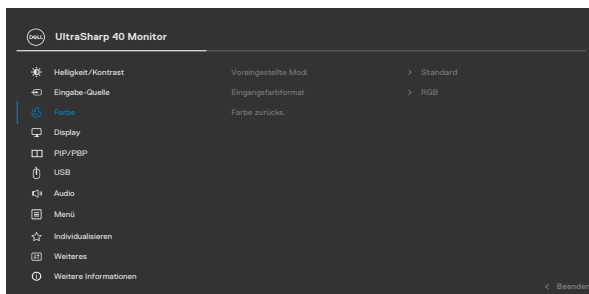 DELL UltraSharp 40 Monitor
Helligkeit/Kontrast Voreingestellte Modi > Standard
Eingabe-Quelle Eingangsfarbformat > RGB
Farbe Farbe zurücks.
Display
PIP/PBP
USB
Audio
Menü
Individualisieren
Weiteres
Weitere Informationen
< Beenden